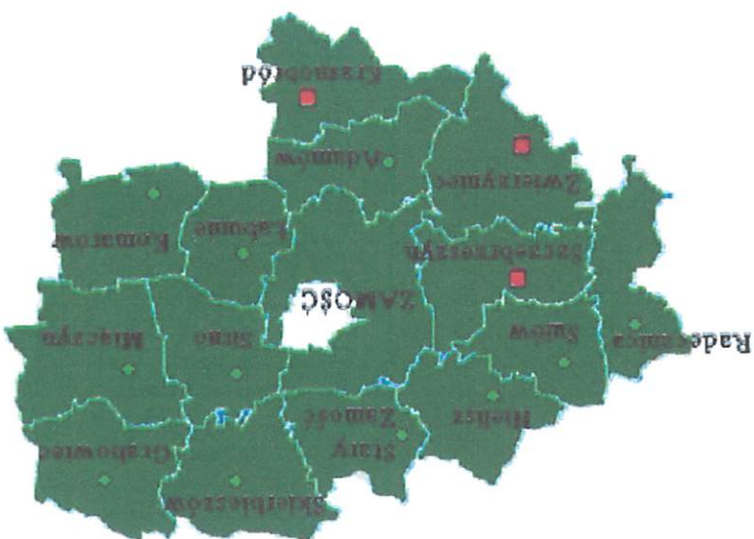 Skierbieszów
Grabowiec
Stary
Zamość
Nielisz
Miączyn
Sitno
Sułów
Radecznica
ZAMOŚĆ
Komarów
Łabunie
Szczebrzeszyn
Zwierzyniec
Adamów
Krasnobród